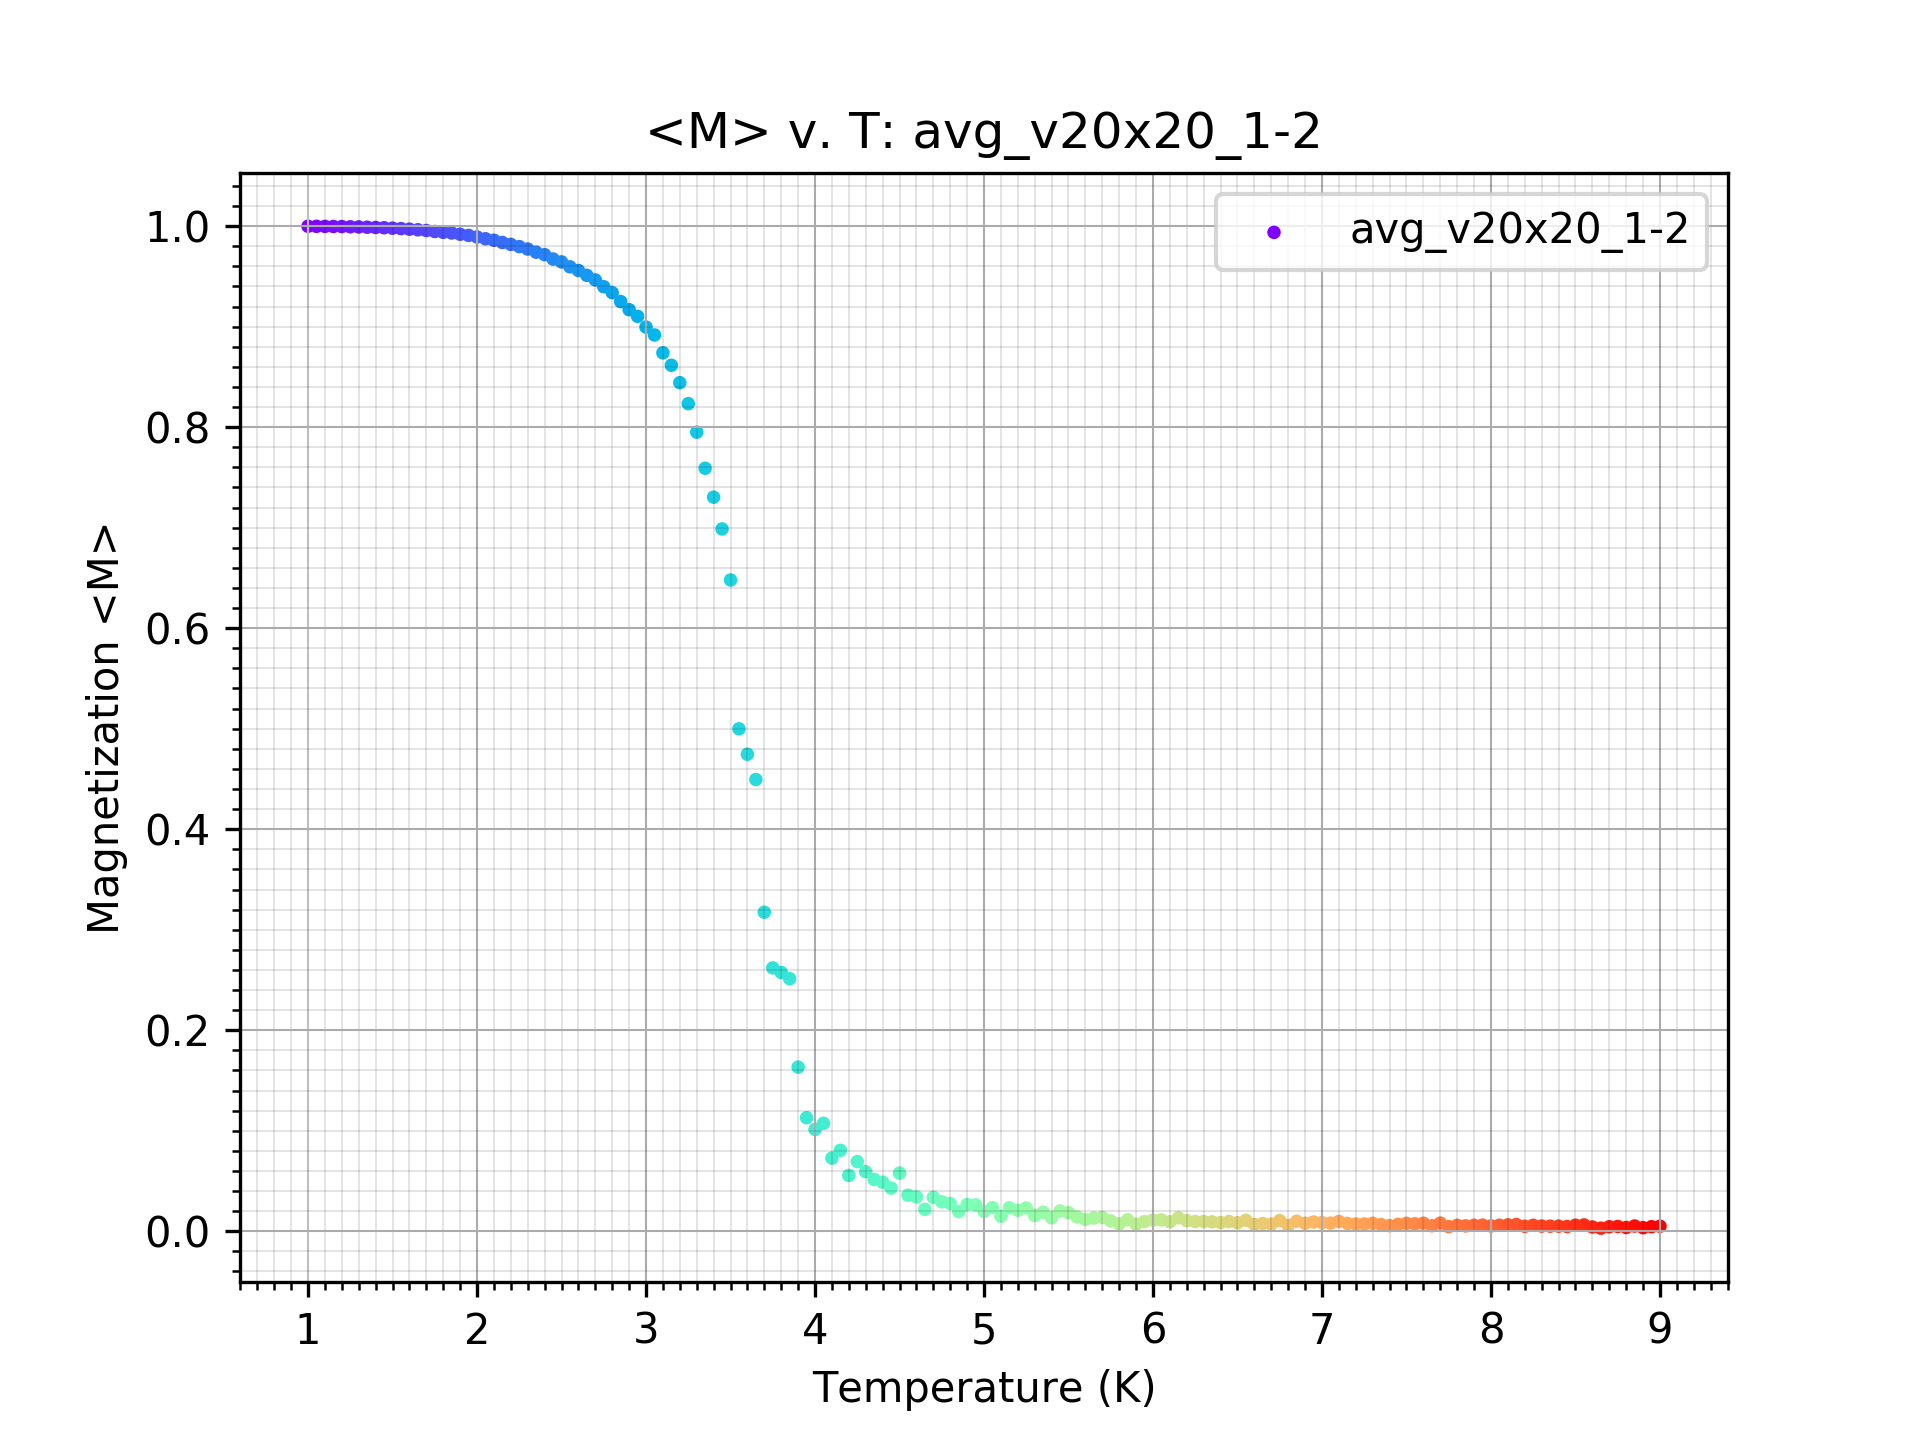 <M> v. T: avg_v20x20_1-2
avg_v20x20_1-2
Magnetization <M>
1.0
0.8
0.6
0.4
0.2
0.0
1 2 3 4 5 6 7 8 9
Temperature (K)